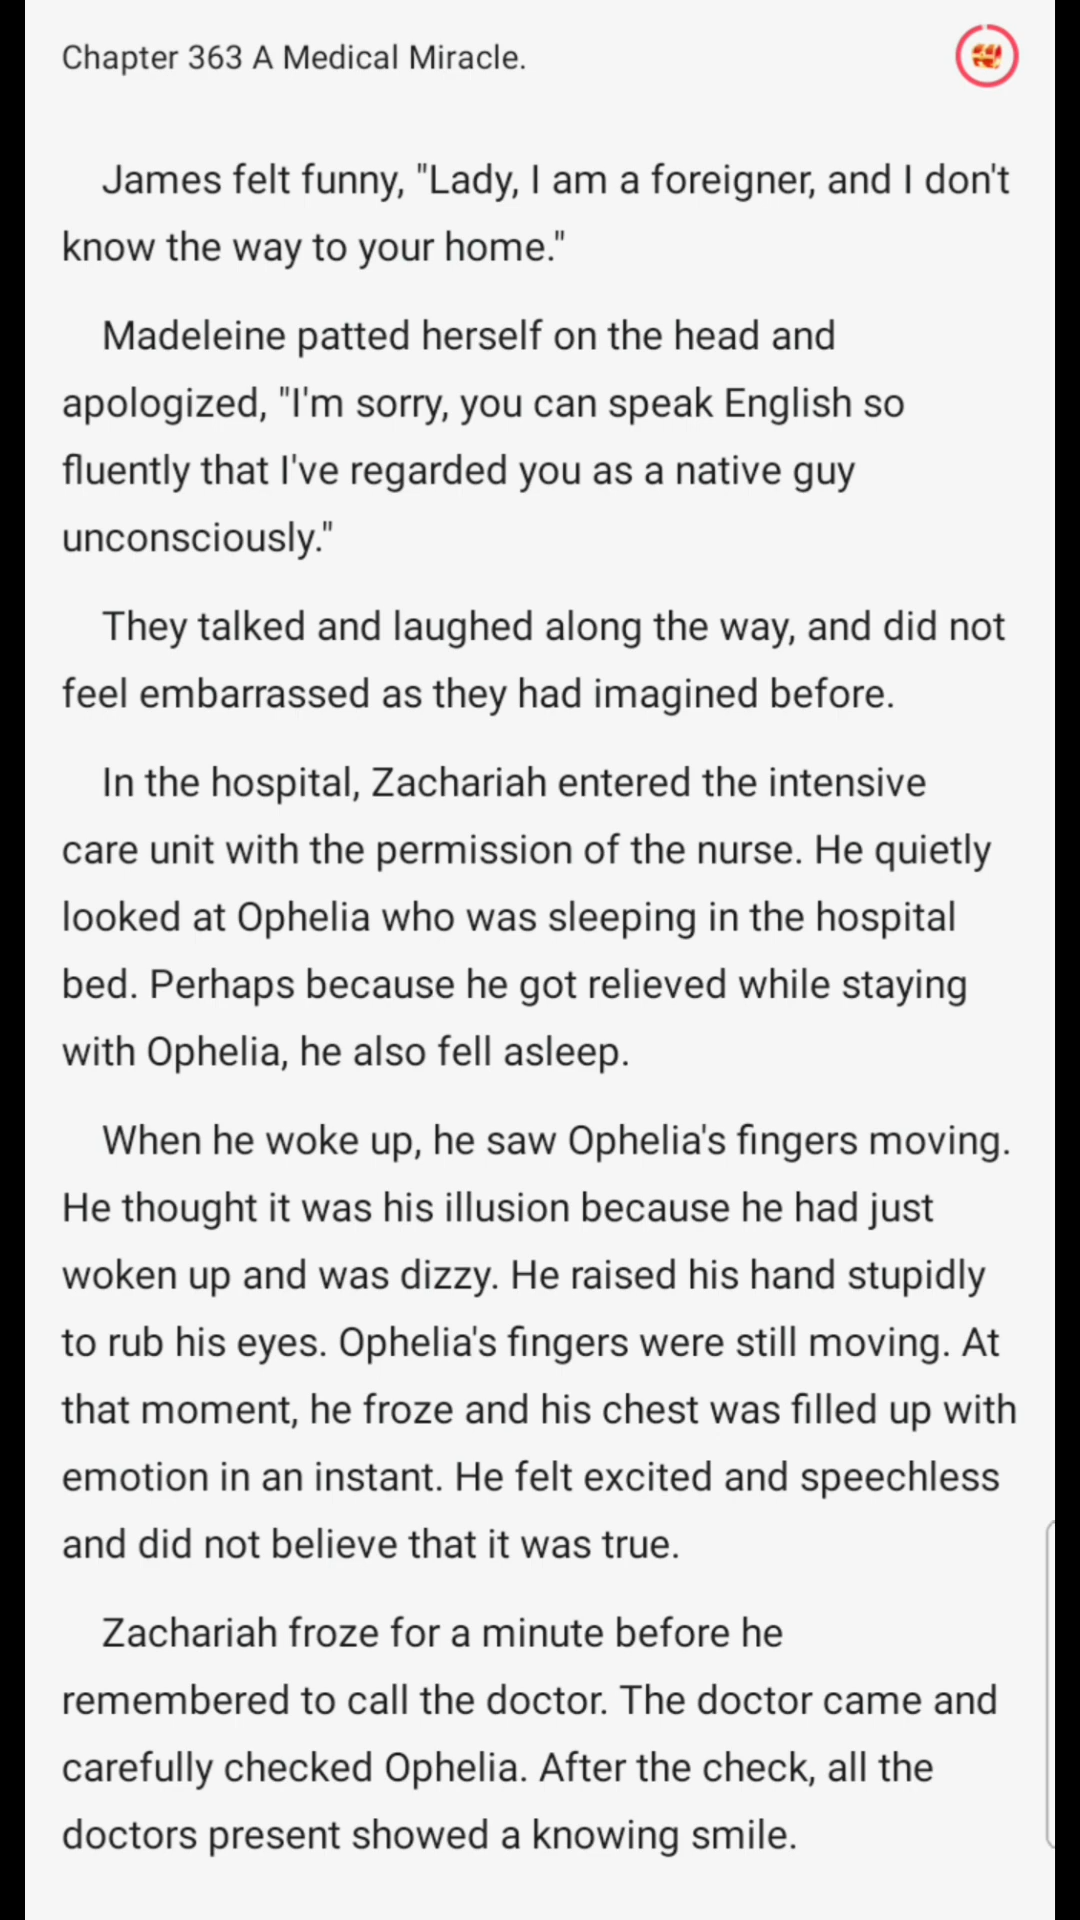 Chapter 363 A Medical Miracle.
James felt funny, "Lady, I am a foreigner, and I don't
know the way to your home."
Madeleine patted herself on the head and
apologized, "I'm sorry, you can speak English so
fluently that I've regarded you as a native guy
unconsciously."
They talked and laughed along the way, and did not
feel embarrassed as they had imagined before.
In the hospital, Zachariah entered the intensive
care unit with the permission of the nurse. He quietly
looked at Ophelia who was sleeping in the hospital
bed. Perhaps because he got relieved while staying
with Ophelia, he also fell asleep.
When he woke up, he saw Ophelia's fingers moving.
He thought it was his illusion because he had just
woken up and was dizzy. He raised his hand stupidly
to rub his eyes. Ophelia's fingers were still moving. At
that moment, he froze and his chest was filled up with
emotion in an instant. He felt excited and speechless
and did not believe that it was true.
Zachariah froze for a minute before he
remembered to call the doctor. The doctor came and
carefully checked Ophelia. After the check, all the
doctors present showed a knowing smile.